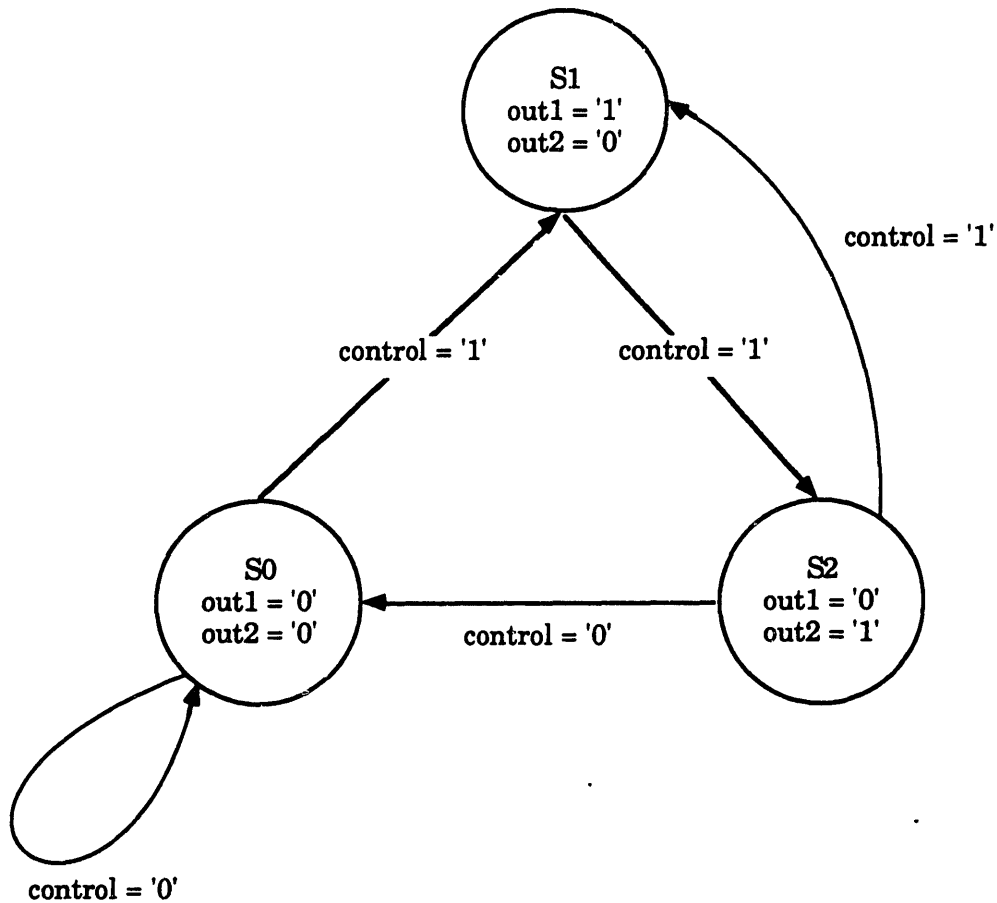 S1
out1 = '1'
out2 = '0'
control = '1'
control = '1'
control = '1'
S0
out1 = '0'
out2 = '0'
S2
out1 = '0'
out2 = '1'
control = '0'
control = '0'